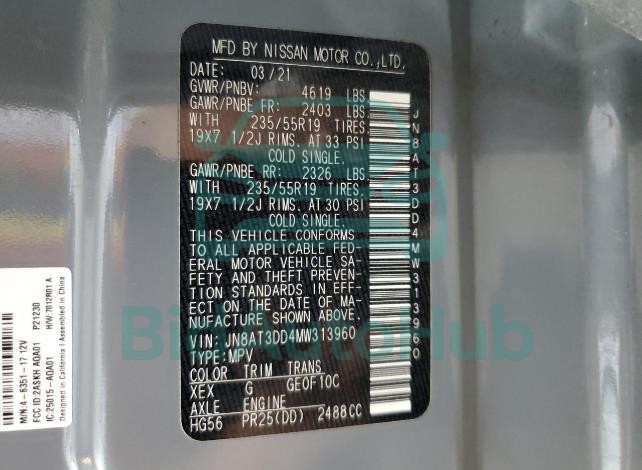 MFD BY NISSAN MOTOR CO.,LTD.
DATE: 03/21
GVWR/PNBV: 4619 LBS.
GAWR/PNBE FR: 2403 LBS.
WITH 235/55R19 TIRES.
19X7 1/2J RIMS. AT 33 PSI
COLD SINGLE.
GAWR/PNBE RR: 2326 LBS.
WITH 235/55R19 TIRES.
19X7 1/2J RIMS. AT 30 PSI
COLD SINGLE.
THIS VEHICLE CONFORMS
TO ALL APPLICABLE FED-
ERAL MOTOR VEHICLE SA-
FETY AND THEFT PREVEN-
TION STANDARDS IN EFF-
ECT ON THE DATE OF MA-
NUFACTURE SHOWN ABOVE.
VIN: JN8AT3DD4MW313960
TYPE: MPV
COLOR TRIM TRANS
XEX G GEOFTOC
AXLE ENGINE
HG56 PR25(DD) 2488CC
JN8AT3DD4MW313960
M/N:4-6351-17 12V P21230
FCC ID:2ASKH AQA01 H/W:7012R01A
IC:25015-AQA01
Designed in California | Assembled in China
BidAutoHub